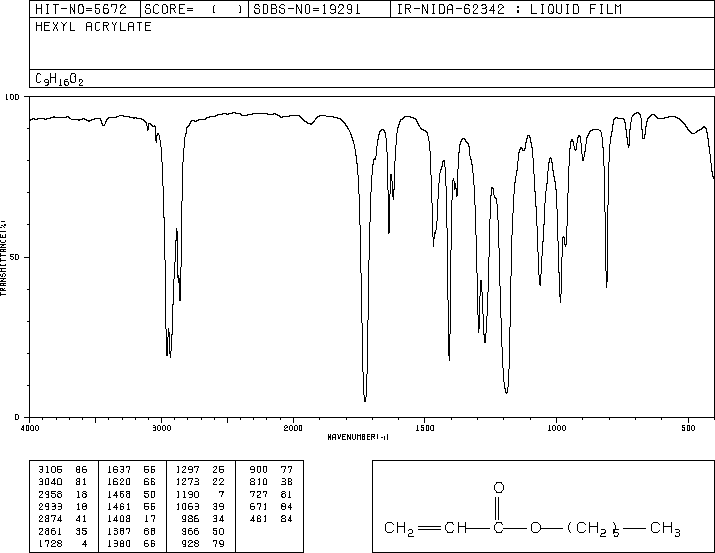 HIT-NO=5672 SCORE= ( ) SDBS-NO=19291 IR-NIDA-62342 : LIQUID FILM
HEXYL ACRYLATE
C9H16O2
100
50
0
TRANSMITTANCE(%)
4000 3000 2000 1500 1000 500
WAVENUMBER(-1)
3105 86 1637 55 1297 25 900 77
3040 81 1620 66 1273 22 810 38
2958 18 1468 50 1190 7 727 81
2933 18 1461 55 1063 39 671 84
2874 41 1408 17 986 34 481 84
2861 35 1387 68 966 50
1728 4 1380 66 928 79
O
CH2=CH—C—O—(CH2)5—CH3